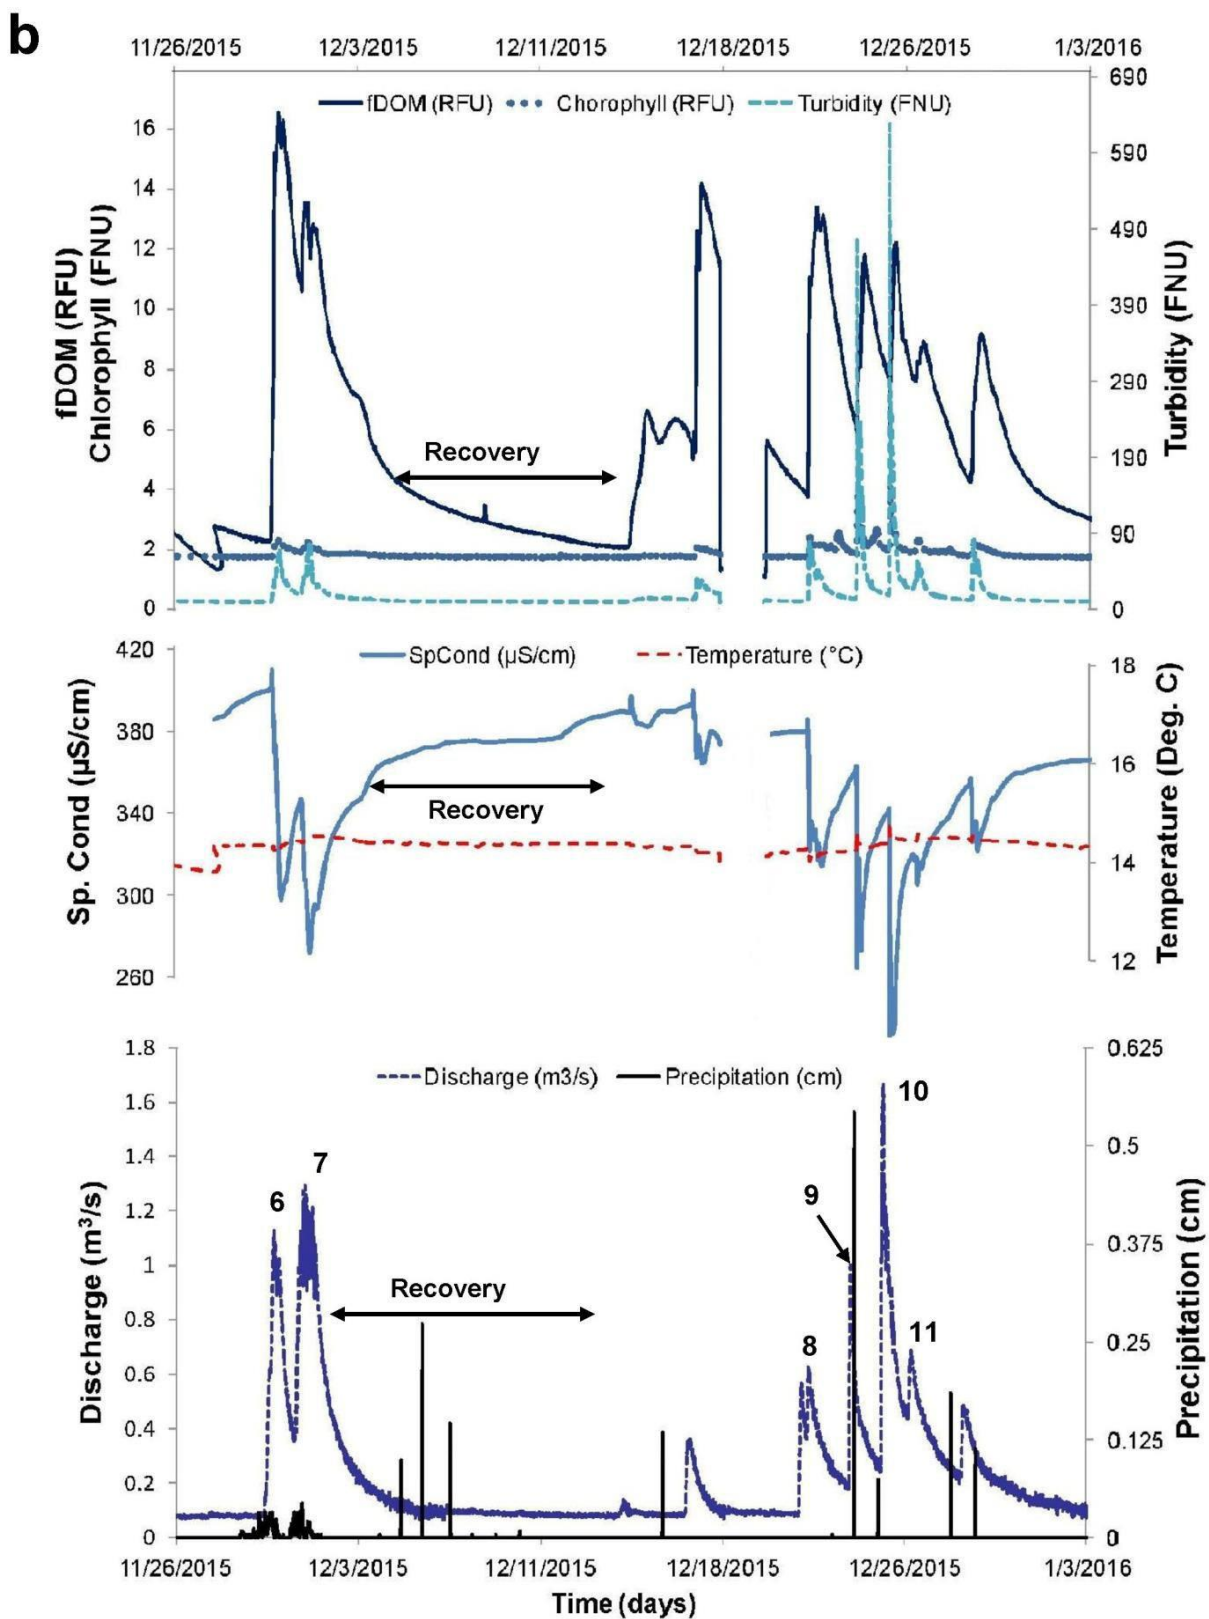 b
11/26/2015 12/3/2015 12/11/2015 12/18/2015 12/26/2015 1/3/2016
fDOM (RFU) Chorophyll (RFU) Turbidity (FNU)
fDOM (RFU)
Chlorophyll (FNU)
16
14
12
10
8
6
4
2
0
Recovery
690
590
490
390
290
190
90
0
Turbidity (FNU)
SpCond (µS/cm) Temperature (°C)
Sp. Cond (µS/cm)
420
380
340
300
260
Recovery
18
16
14
12
Temperature (Deg. C)
Discharge (m3/s) Precipitation (cm)
Discharge (m³/s)
1.8
1.6
1.4
1.2
1
0.8
0.6
0.4
0.2
0
6
7
Recovery
8
9
10
11
0.625
0.5
0.375
0.25
0.125
0
Precipitation (cm)
11/26/2015 12/3/2015 12/11/2015 12/18/2015 12/26/2015 1/3/2016
Time (days)